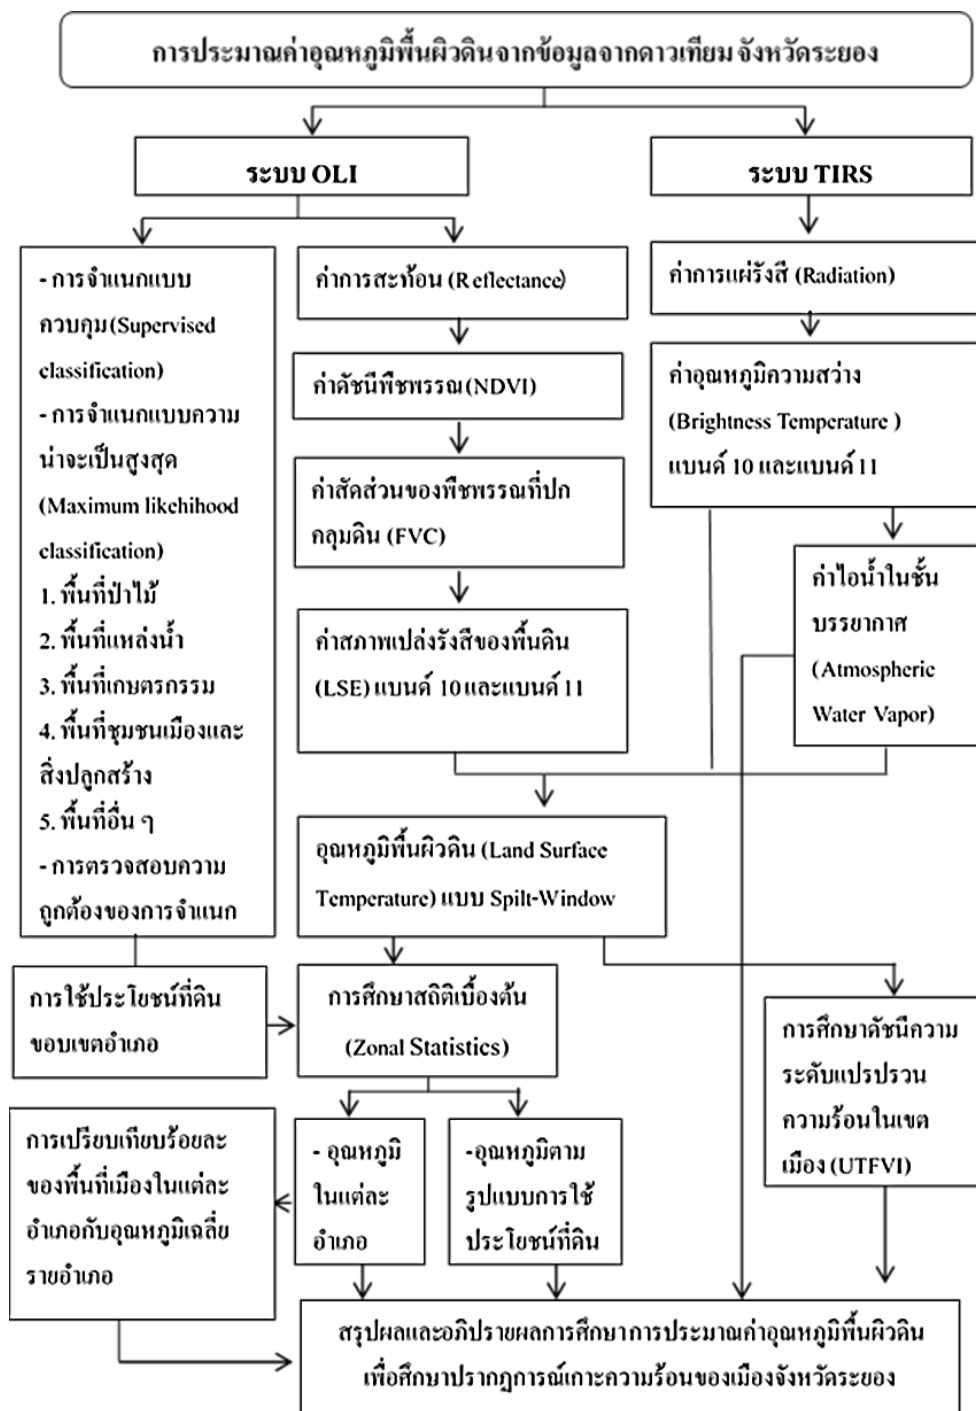 การประมาณค่าอุณหภูมิพื้นผิวดินจากข้อมูลจากดาวเทียม จังหวัดระยอง
ระบบ OLI
ระบบ TIRS
- การจำแนกแบบ
ควบคุม(Supervised
classification)
- การจำแนกแบบความ
น่าจะเป็นสูงสุด
(Maximum likehihood
classification)
1. พื้นที่ป่าไม้
2. พื้นที่แหล่งน้ำ
3. พื้นที่เกษตรกรรม
4. พื้นที่ชุมชนเมืองและ
สิ่งปลูกสร้าง
5. พื้นที่อื่น ๆ
- การตรวจสอบความ
ถูกต้องของการจำแนก
ค่าการสะท้อน (Reflectance)
ค่าดัชนีพืชพรรณ(NDVI)
ค่าสัดส่วนของพืชพรรณที่ปก
คลุมดิน (FVC)
ค่าสภาพเปล่งรังสีของพื้นดิน
(LSE) แบนด์ 10 และแบนด์ 11
ค่าการแผ่รังสี (Radiation)
ค่าอุณหภูมิความสว่าง
(Brightness Temperature )
แบนด์ 10 และแบนด์ 11
ค่าไอน้ำในชั้น
บรรยากาศ
(Atmospheric
Water Vapor)
อุณหภูมิพื้นผิวดิน (Land Surface
Temperature) แบบ Spilt-Window
การใช้ประโยชน์ที่ดิน
ขอบเขตอำเภอ
การศึกษาสถิติเบื้องต้น
(Zonal Statistics)
การศึกษาดัชนีความ
ระดับแปรปรวน
ความร้อนในเขต
เมือง (UTFVI)
การเปรียบเทียบร้อยละ
ของพื้นที่เมืองในแต่ละ
อำเภอกับอุณหภูมิเฉลี่ย
รายอำเภอ
- อุณหภูมิ
ในแต่ละ
อำเภอ
-อุณหภูมิตาม
รูปแบบการใช้
ประโยชน์ที่ดิน
สรุปผลและอภิปรายผลการศึกษาการประมาณค่าอุณหภูมิพื้นผิวดิน
เพื่อศึกษาปรากฏการณ์เกาะความร้อนของเมืองจังหวัดระยอง